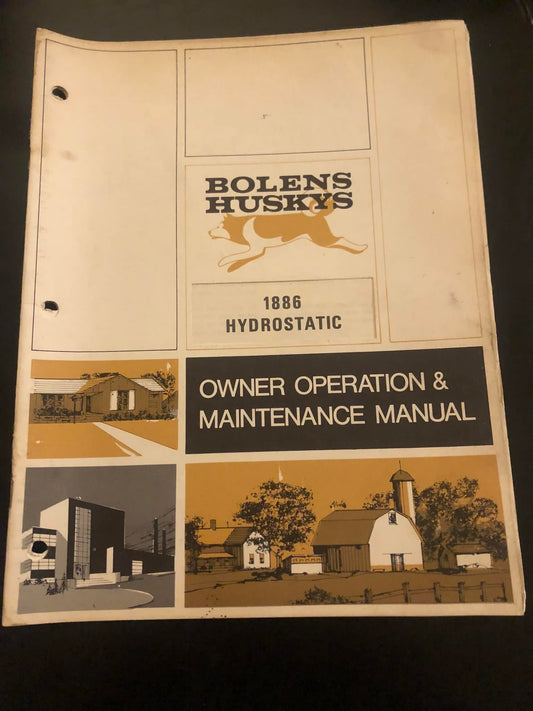 BOLENS
HUSKYS
1886
HYDROSTATIC
OWNER OPERATION &
MAINTENANCE MANUAL